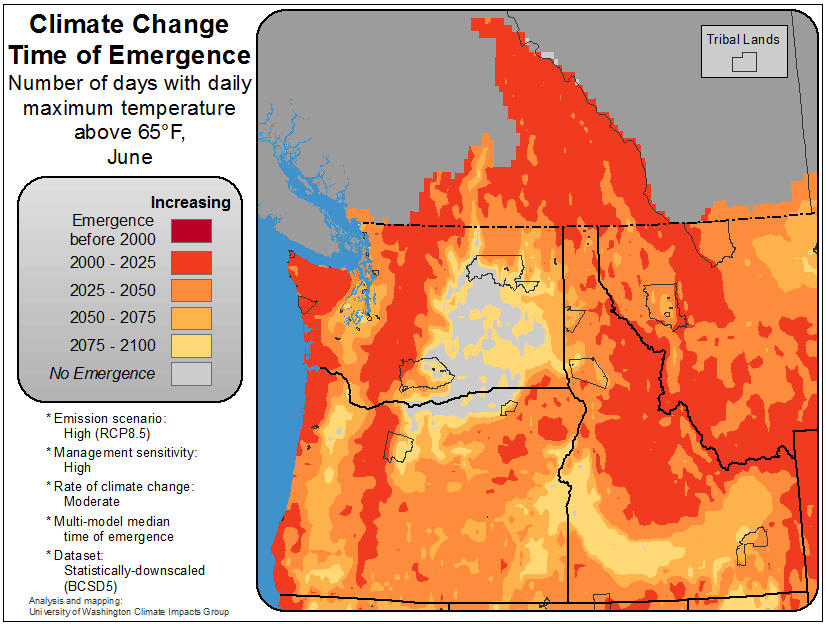 Climate Change
Time of Emergence
Number of days with daily
maximum temperature
above 65°F,
June
Increasing
Emergence
before 2000
2000 - 2025
2025 - 2050
2050 - 2075
2075 - 2100
No Emergence
* Emission scenario:
High (RCP8.5)
* Management sensitivity:
High
* Rate of climate change:
Moderate
* Multi-model median
time of emergence
* Dataset:
Statistically-downscaled
(BCSD5)
Analysis and mapping:
University of Washington Climate Impacts Group
Tribal Lands